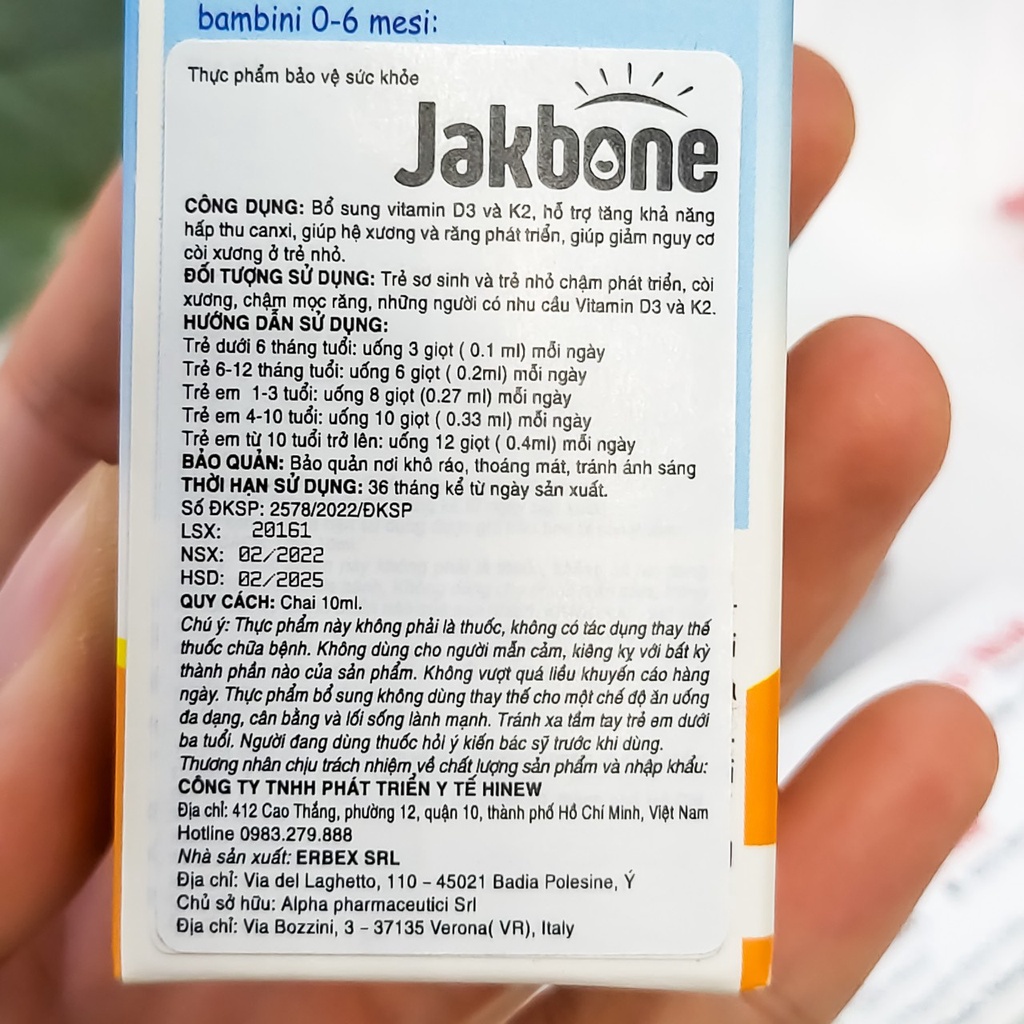 bambini 0-6 mesi:
Thực phẩm bảo vệ sức khỏe
Jakbone
CÔNG DỤNG: Bổ sung vitamin D3 và K2, hỗ trợ tăng khả năng
hấp thu canxi, giúp hệ xương và răng phát triển, giúp giảm nguy cơ
còi xương ở trẻ nhỏ.
ĐỐI TƯỢNG SỬ DỤNG: Trẻ sơ sinh và trẻ nhỏ chậm phát triển, còi
xương, chậm mọc răng, những người có nhu cầu Vitamin D3 và K2.
HƯỚNG DẪN SỬ DỤNG:
Trẻ dưới 6 tháng tuổi: uống 3 giọt ( 0.1 ml) mỗi ngày
Trẻ 6-12 tháng tuổi: uống 6 giọt ( 0.2ml) mỗi ngày
Trẻ em 1-3 tuổi: uống 8 giọt (0.27 ml) mỗi ngày
Trẻ em 4-10 tuổi: uống 10 giọt ( 0.33 ml) mỗi ngày
Trẻ em từ 10 tuổi trở lên: uống 12 giọt ( 0.4ml) mỗi ngày
BẢO QUẢN: Bảo quản nơi khô ráo, thoáng mát, tránh ánh sáng
THỜI HẠN SỬ DỤNG: 36 tháng kể từ ngày sản xuất.
Số ĐKSP: 2578/2022/ĐKSP
LSX: 20161
NSX: 02/2022
HSD: 02/2025
QUY CÁCH: Chai 10ml.
Chú ý: Thực phẩm này không phải là thuốc, không có tác dụng thay thế
thuốc chữa bệnh. Không dùng cho người mẫn cảm, kiêng kỵ với bất kỳ
thành phần nào của sản phẩm. Không vượt quá liều khuyến cáo hàng
ngày. Thực phẩm bổ sung không dùng thay thế cho một chế độ ăn uống
đa dạng, cân bằng và lối sống lành mạnh. Tránh xa tầm tay trẻ em dưới
ba tuổi. Người đang dùng thuốc hỏi ý kiến bác sỹ trước khi dùng.
Thương nhân chịu trách nhiệm về chất lượng sản phẩm và nhập khẩu:
CÔNG TY TNHH PHÁT TRIỂN Y TẾ HINEW
Địa chỉ: 412 Cao Thắng, phường 12, quận 10, thành phố Hồ Chí Minh, Việt Nam
Hotline 0983.279.888
Nhà sản xuất: ERBEX SRL
Địa chỉ: Via del Laghetto, 110 – 45021 Badia Polesine, Ý
Chủ sở hữu: Alpha pharmaceutici Srl
Địa chỉ: Via Bozzini, 3 – 37135 Verona( VR), Italy